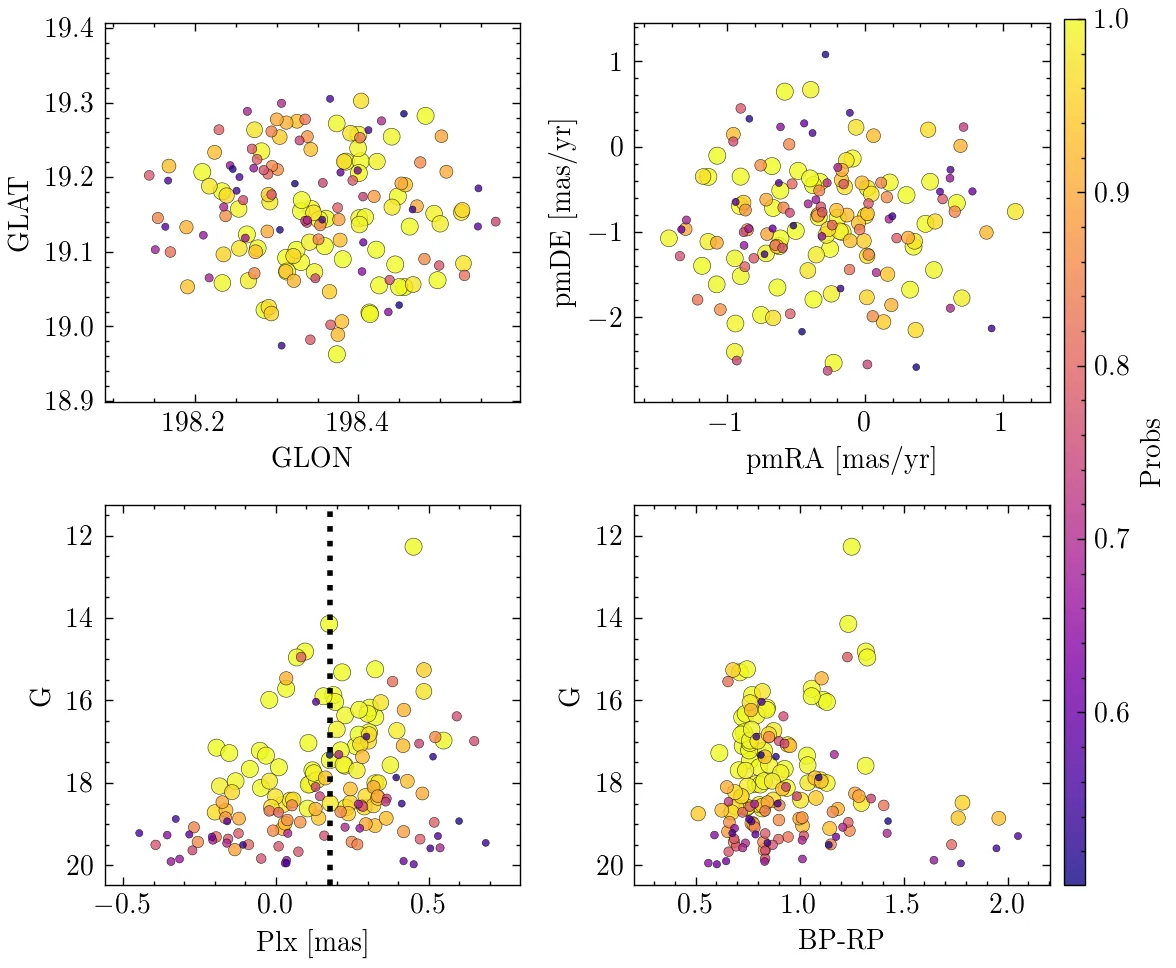 19.4
19.3
19.2
19.1
19.0
18.9
GLAT
198.2 198.4
GLON
1
0
−1
−2
pmDE [mas/yr]
−1 0 1
pmRA [mas/yr]
12
14
16
18
20
G
−0.5 0.0 0.5
Plx [mas]
12
14
16
18
20
G
0.5 1.0 1.5 2.0
BP-RP
1.0
0.9
0.8
0.7
0.6
Probs